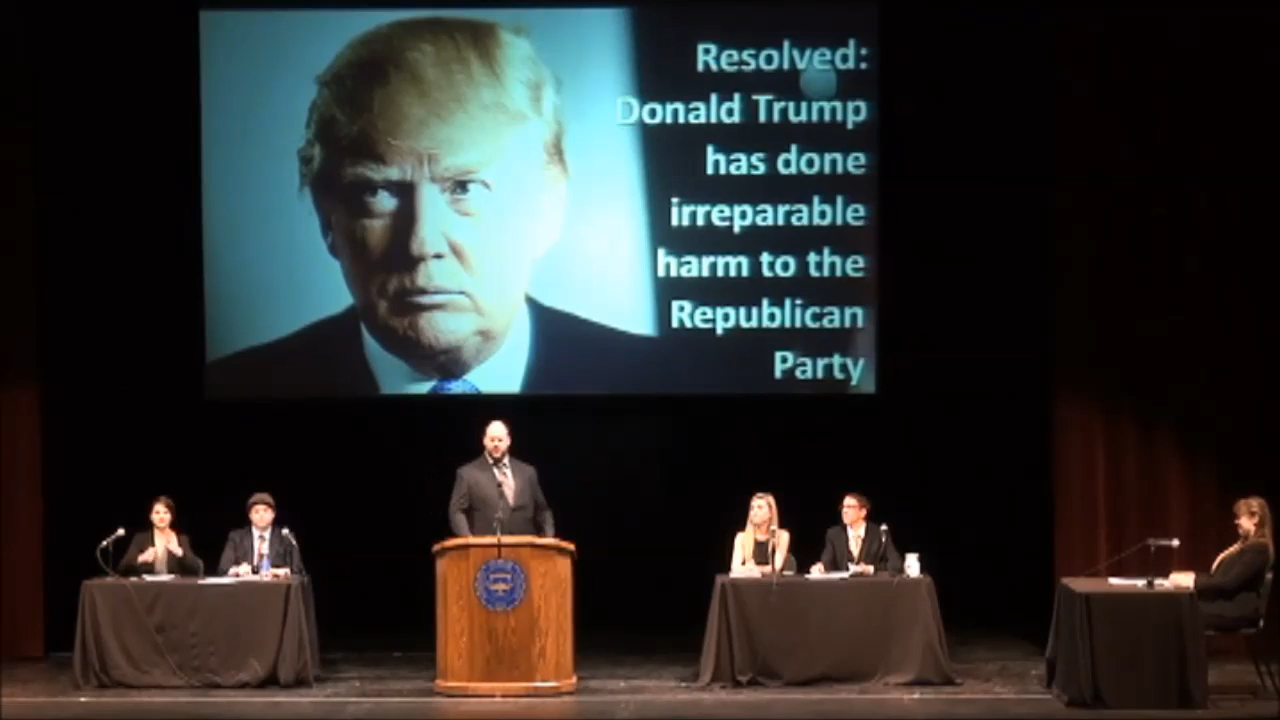 Resolved:
Donald Trump
has done
irreparable
harm to the
Republican
Party